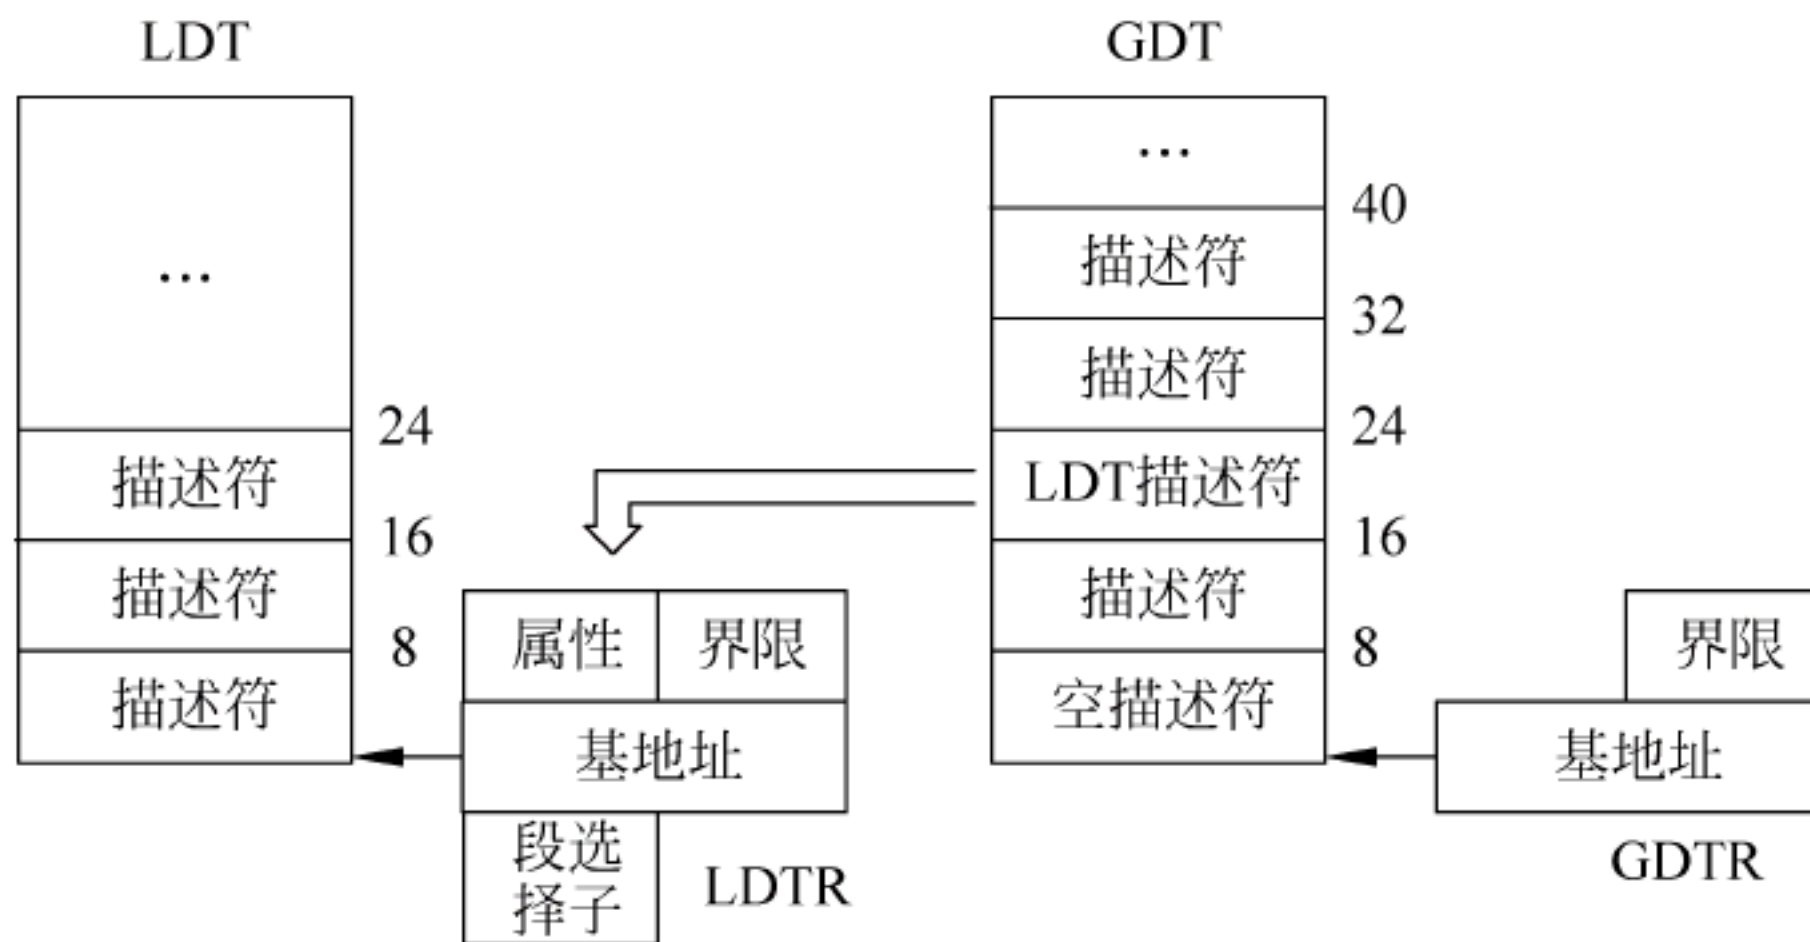 LDT
...
24
描述符
16
描述符
8
描述符
属性
界限
基地址
段选
择子
LDTR
GDT
...
40
描述符
32
描述符
24
LDT描述符
16
描述符
8
空描述符
界限
基地址
GDTR